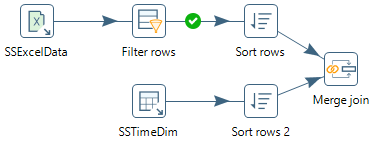 SSExcelData
Filter rows
Sort rows
Merge join
SSTimeDim
Sort rows 2